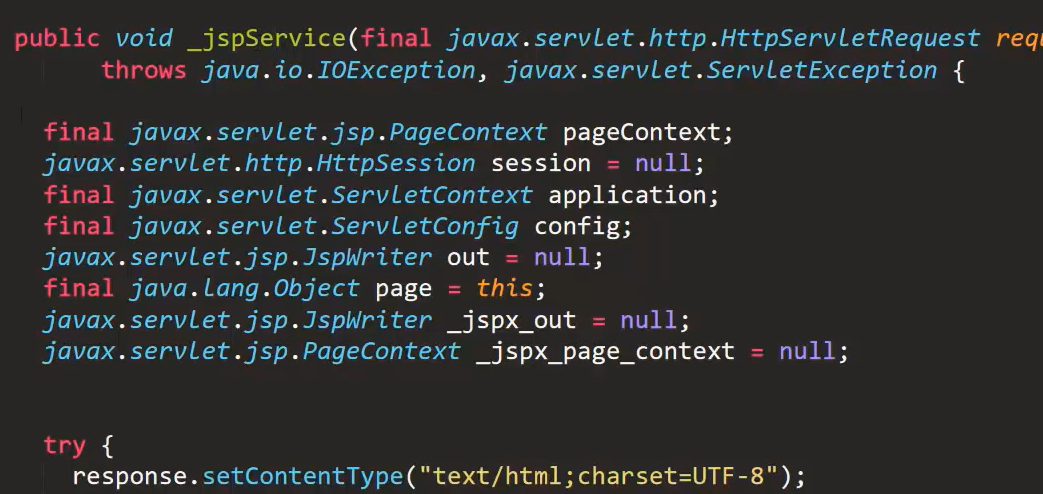 public void _jspService(final javax.servlet.http.HttpServletRequest requ
throws java.io.IOException, javax.servlet.ServletException {
final javax.servlet.jsp.PageContext pageContext;
javax.servlet.http.HttpSession session = null;
final javax.servlet.ServletContext application;
final javax.servlet.ServletConfig config;
javax.servlet.jsp.JspWriter out = null;
final java.lang.Object page = this;
javax.servlet.jsp.JspWriter _jspx_out = null;
javax.servlet.jsp.PageContext _jspx_page_context = null;
try {
response.setContentType("text/html;charset=UTF-8");